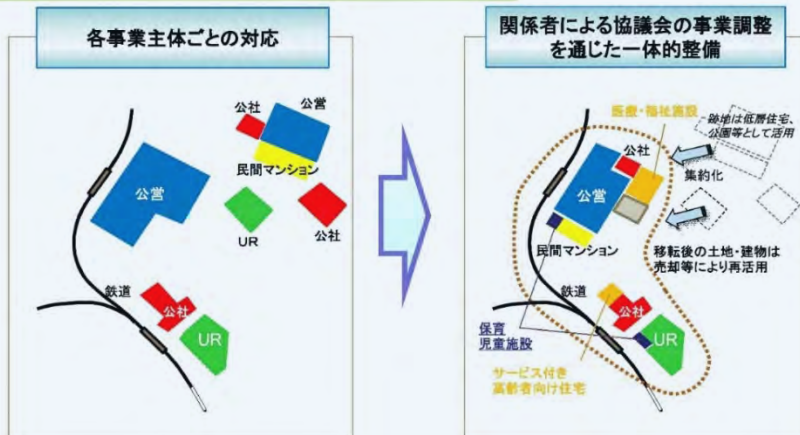 各事業主体ごとの対応
公社
公営
民間マンション
公営
UR
公社
鉄道
公社
UR
関係者による協議会の事業調整
を通じた一体的整備
医療・福祉施設
跡地は低層住宅、
公園等として活用
公社
集約化
公営
民間マンション
移転後の土地・建物は
売却等により再活用
鉄道
公社
保育
児童施設
UR
サービス付き
高齢者向け住宅